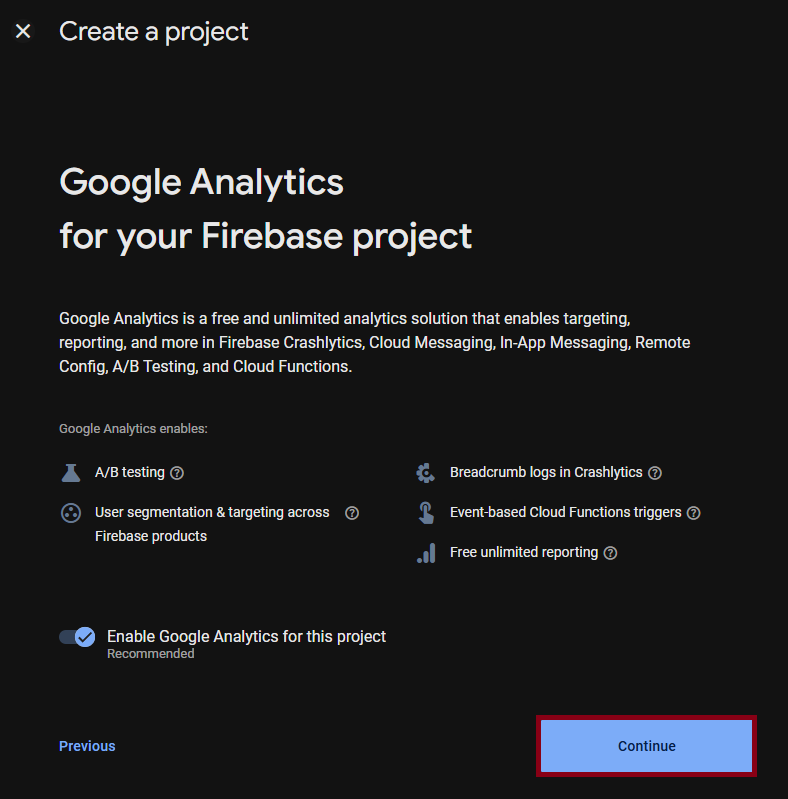 Create a project
Google Analytics
for your Firebase project
Google Analytics is a free and unlimited analytics solution that enables targeting,
reporting, and more in Firebase Crashlytics, Cloud Messaging, In-App Messaging, Remote
Config, A/B Testing, and Cloud Functions.
Google Analytics enables:
A/B testing
User segmentation & targeting across
Firebase products
Breadcrumb logs in Crashlytics
Event-based Cloud Functions triggers
Free unlimited reporting
Enable Google Analytics for this project
Recommended
Previous
Continue